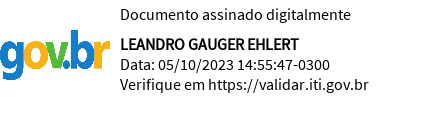 Documento assinado digitalmente
gov.br
LEANDRO GAUGER EHLERT
Data: 05/10/2023 14:55:47-0300
Verifique em https://validar.iti.gov.br